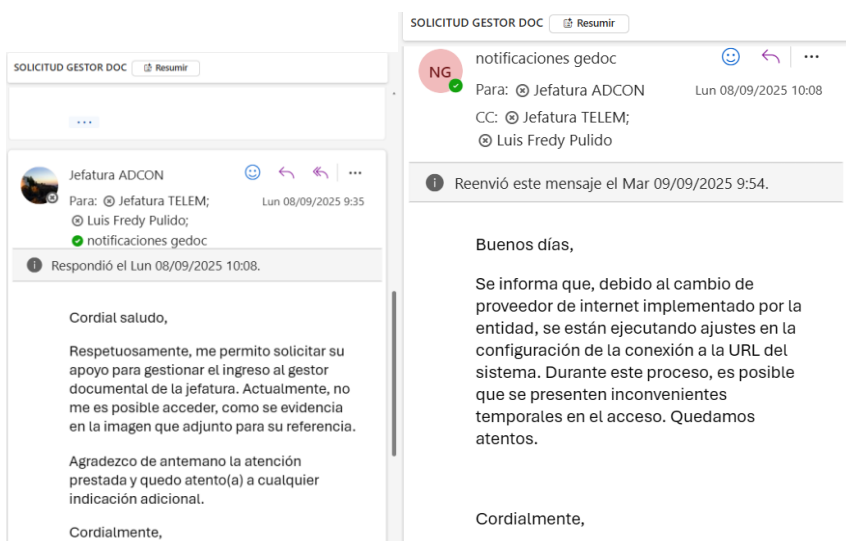 SOLICITUD GESTOR DOC Resumir
...
Jefatura ADCON
Para: Jefatura TELEM;
Luis Fredy Pulido;
notificaciones gedoc
Lun 08/09/2025 9:35
Respondió el Lun 08/09/2025 10:08.
Cordial saludo,
Respetuosamente, me permito solicitar su
apoyo para gestionar el ingreso al gestor
documental de la jefatura. Actualmente, no
me es posible acceder, como se evidencia
en la imagen que adjunto para su referencia.
Agradezco de antemano la atención
prestada y quedo atento(a) a cualquier
indicación adicional.
Cordialmente,
SOLICITUD GESTOR DOC Resumir
NG
notificaciones gedoc
Para: Jefatura ADCON
Lun 08/09/2025 10:08
CC: Jefatura TELEM;
Luis Fredy Pulido
Reenvió este mensaje el Mar 09/09/2025 9:54.
Buenos días,
Se informa que, debido al cambio de
proveedor de internet implementado por la
entidad, se están ejecutando ajustes en la
configuración de la conexión a la URL del
sistema. Durante este proceso, es posible
que se presenten inconvenientes
temporales en el acceso. Quedamos
atentos.
Cordialmente,